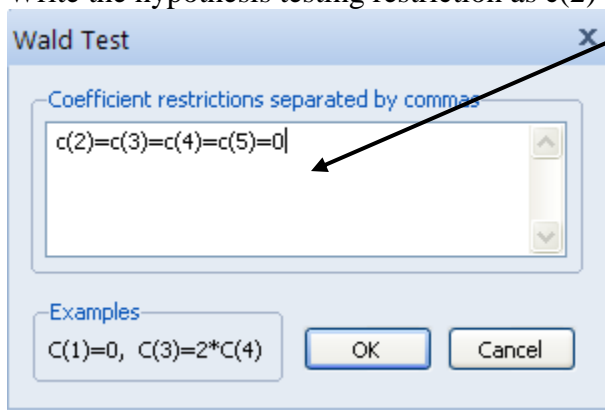 Write the hypothesis testing restriction as c(2)
Wald Test
x
Coefficient restrictions separated by commas
c(2)=c(3)=c(4)=c(5)=0
Examples
C(1)=0, C(3)=2*C(4)
OK
Cancel